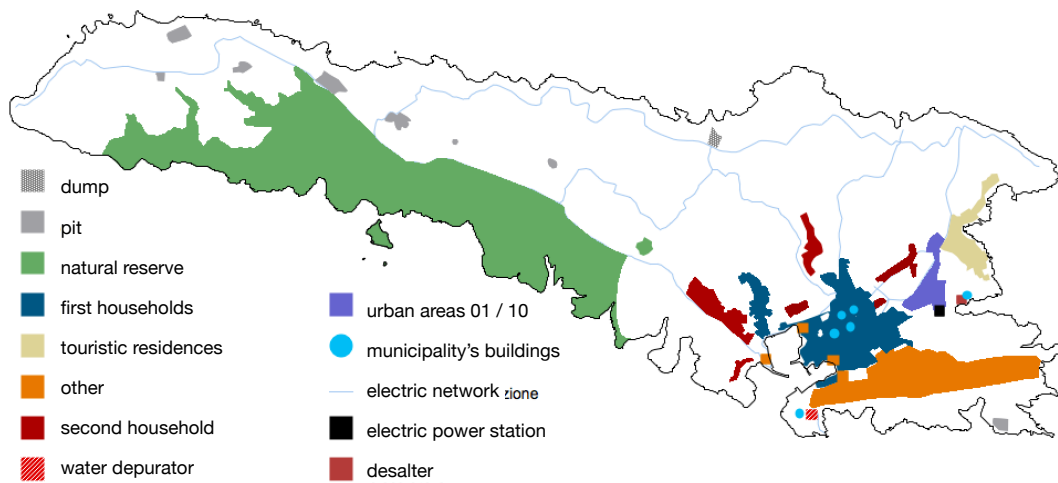 dump
pit
natural reserve
first households
touristic residences
other
second household
water depurator
urban areas 01 / 10
municipality’s buildings
electric network zione
electric power station
desalter